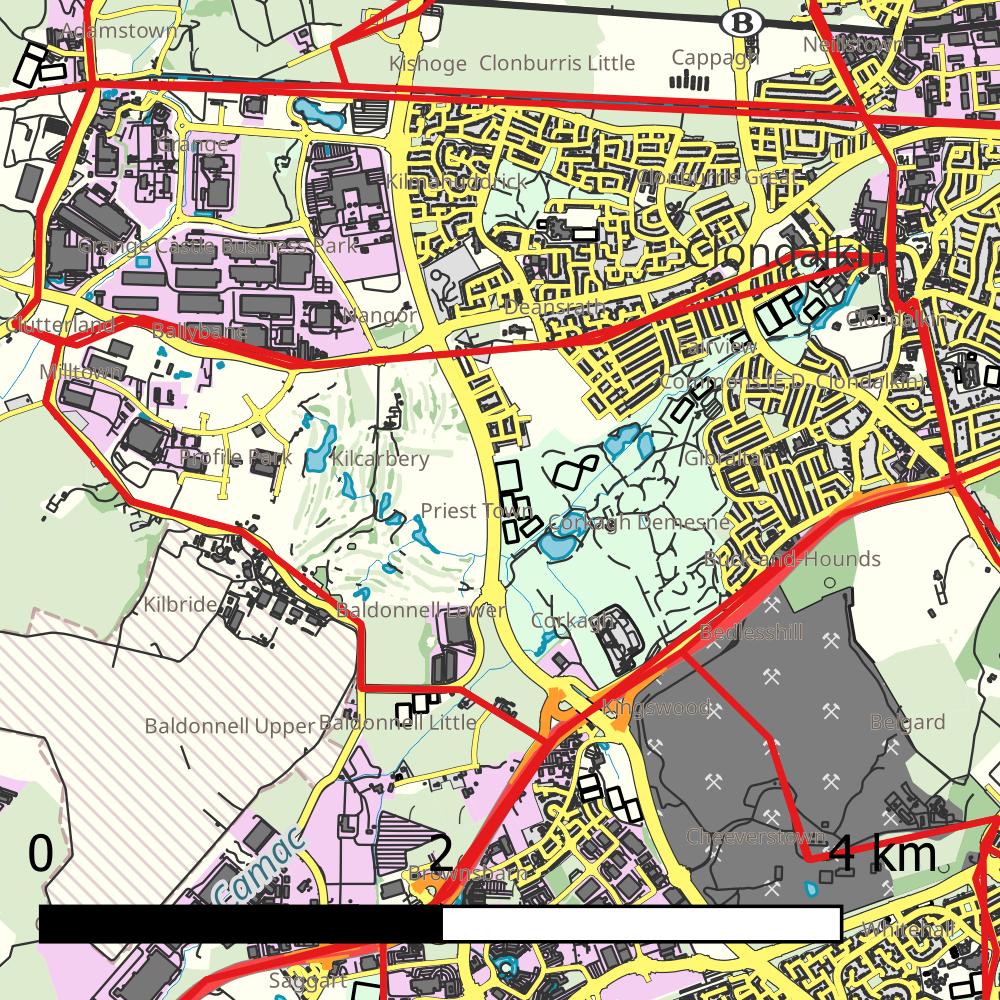 Adamstown
B
Neilstown
Kishoge
Clonburris Little
Cappagh
Grange
Kilmahuddrick
Clonburris Great
Grange Castle Business Park
Clondalkin
Nangor
Deansrath
Clutterland
Ballybane
Clondalkin
Fairview
Milltown
Commons (E.D. Clondalkin)
Profile Park
Kilcarbery
Gibraltar
Priest Town
Corkagh Demesne
Buck-and-Hounds
Kilbride
Baldonnell Lower
Corkagh
Bedlesshill
Kingswood
Baldonnell Upper
Baldonnell Little
Belgard
Cheeverstown
0
2
4 km
Camac
Brownsbarn
Whitehall
Saggart